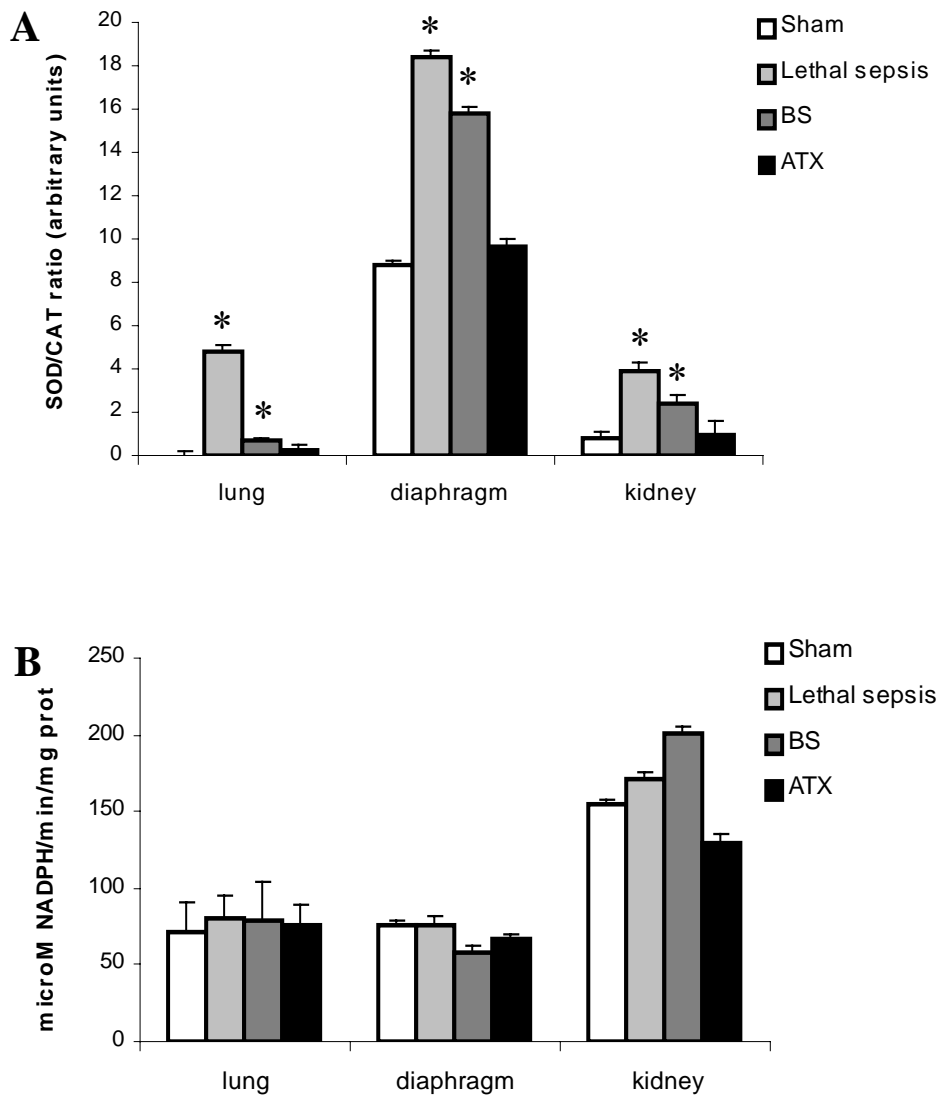 A
SOD/CAT ratio (arbitrary units)
20
18
16
14
12
10
8
6
4
2
0
*
*
*
*
*
*
lung
diaphragm
kidney
Sham
Lethal sepsis
BS
ATX
B
microM NADPH/min/mg prot
250
200
150
100
50
0
lung
diaphragm
kidney
Sham
Lethal sepsis
BS
ATX